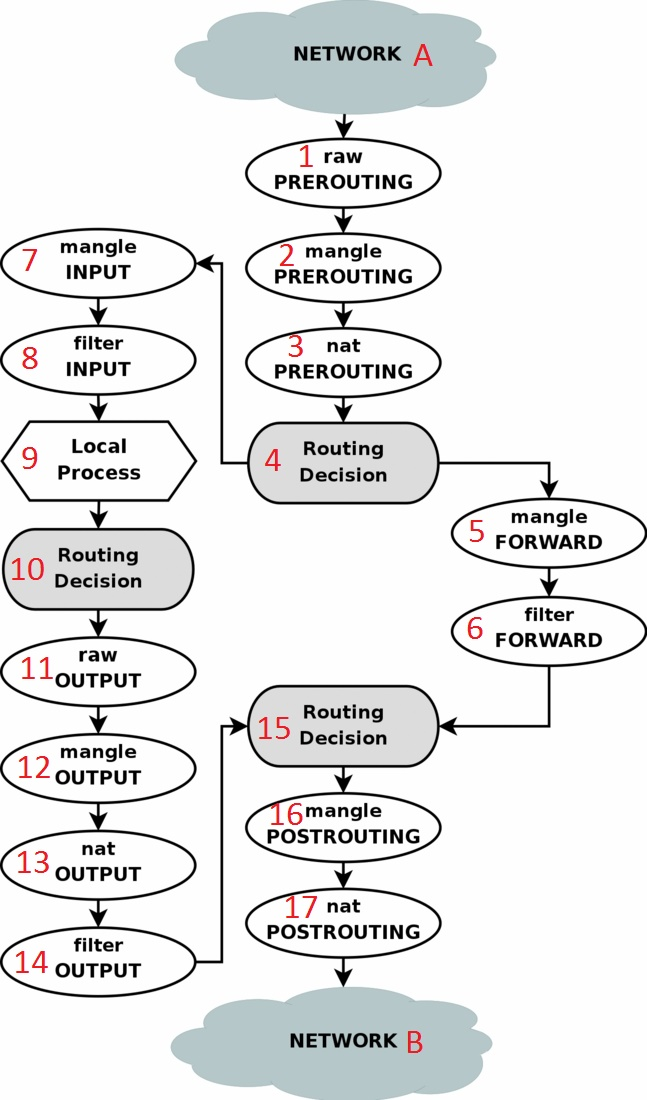 NETWORK A
1 raw
PREROUTING
2 mangle
PREROUTING
3 nat
PREROUTING
4 Routing
Decision
5 mangle
FORWARD
6 filter
FORWARD
7 mangle
INPUT
8 filter
INPUT
9 Local
Process
10 Routing
Decision
11 raw
OUTPUT
12 mangle
OUTPUT
13 nat
OUTPUT
14 filter
OUTPUT
15 Routing
Decision
16 mangle
POSTROUTING
17 nat
POSTROUTING
NETWORK B